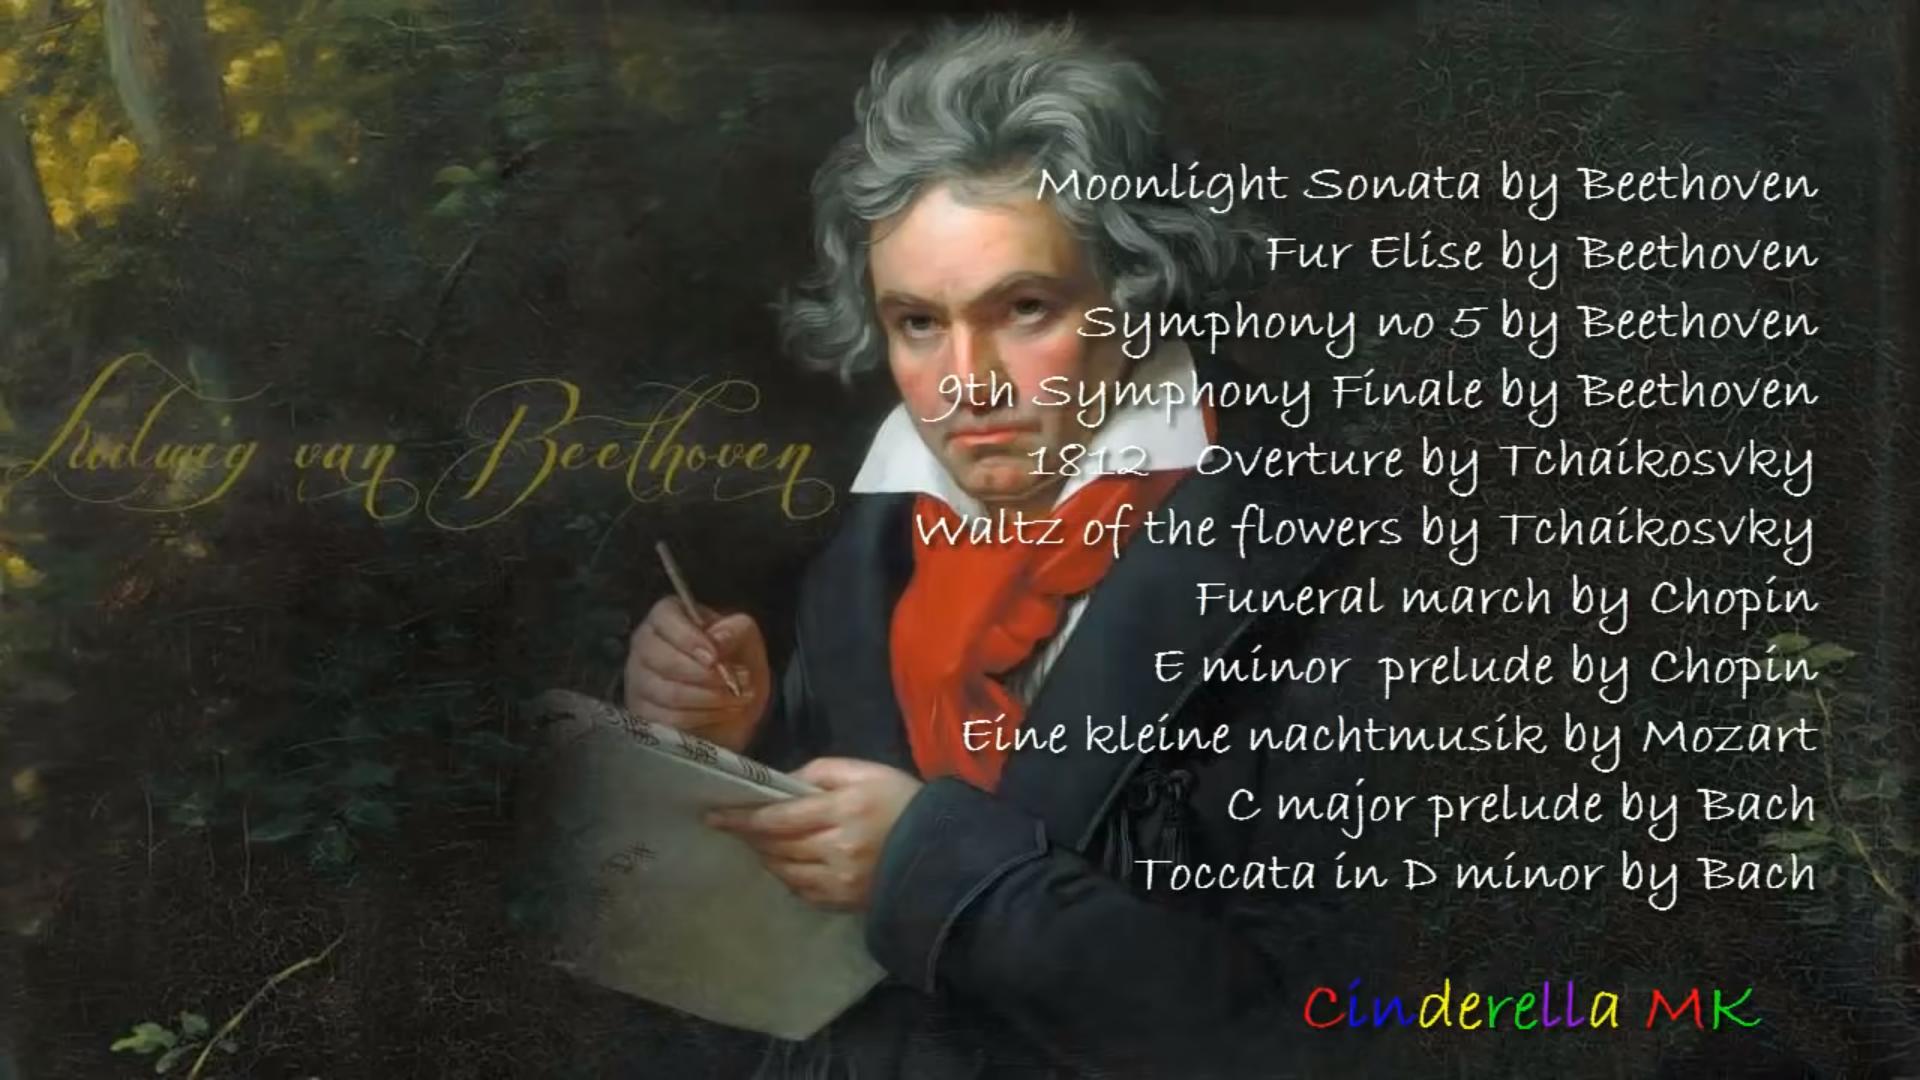 Ludwig van Beethoven
Moonlight Sonata by Beethoven
Fur Elise by Beethoven
Symphony no 5 by Beethoven
9th Symphony Finale by Beethoven
1812 Overture by Tchaikosvky
Waltz of the flowers by Tchaikosvky
Funeral march by Chopin
E minor prelude by Chopin
Eine kleine nachtmusik by Mozart
C major prelude by Bach
Toccata in D minor by Bach
Cinderella MK